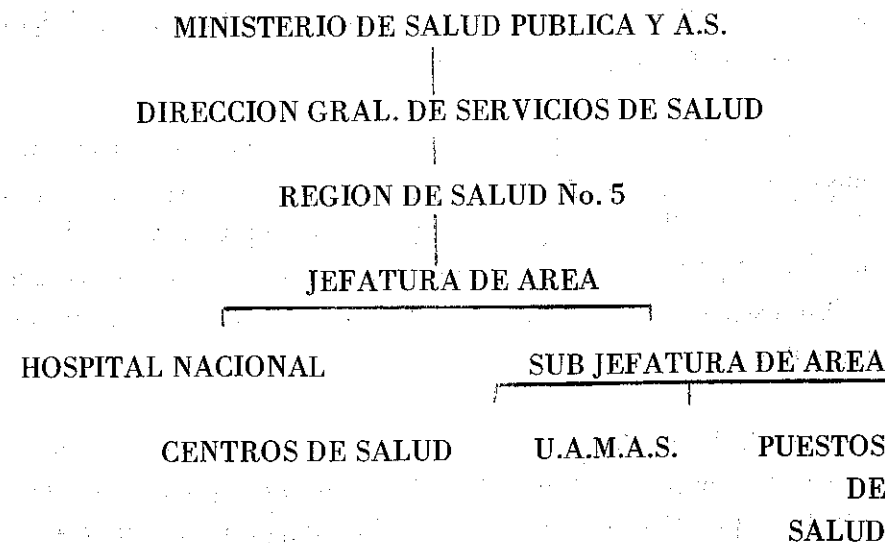 MINISTERIO DE SALUD PUBLICA Y A.S.
DIRECCION GRAL. DE SERVICIOS DE SALUD
REGION DE SALUD No. 5
JEFATURA DE AREA
HOSPITAL NACIONAL SUB JEFATURA DE AREA
CENTROS DE SALUD U.A.M.A.S. PUESTOS
DE
SALUD